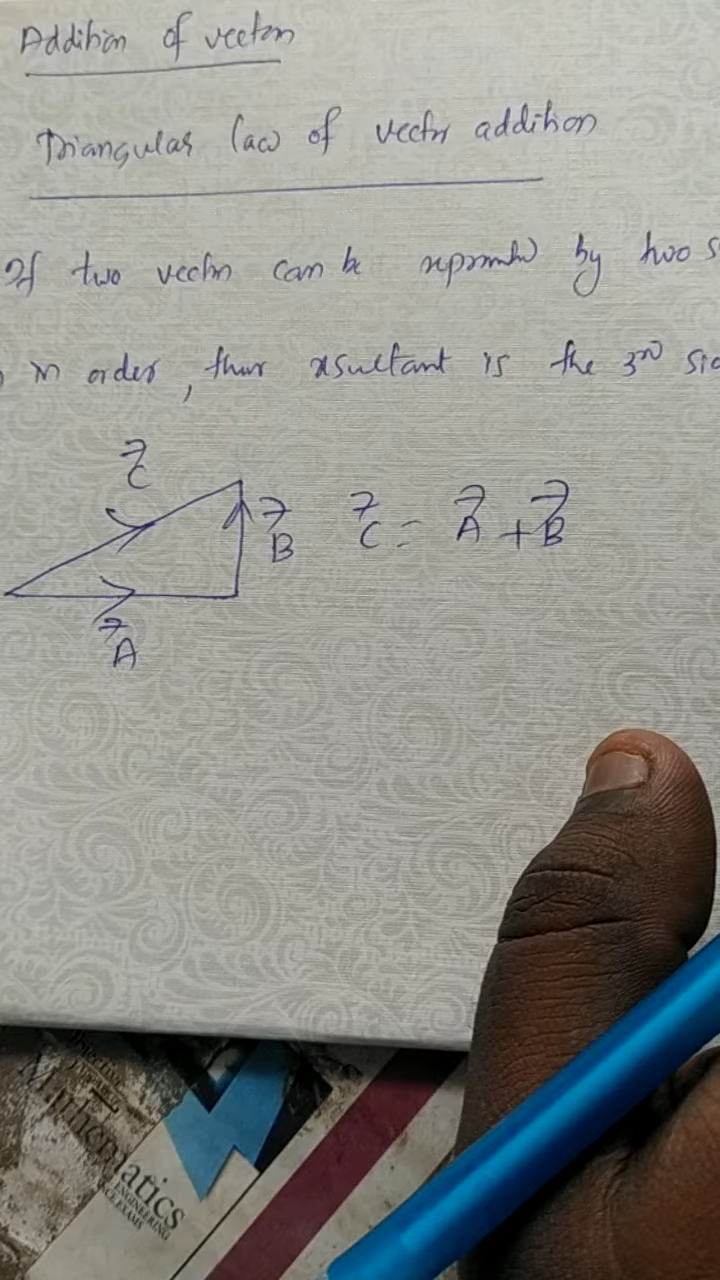 Addition of vectors
Triangular law of vector addition
If two vectors can be represented by two s
in order, their resultant is the 3rd sid
C
B
C = A + B
A
Mathematics
ENGINEERING